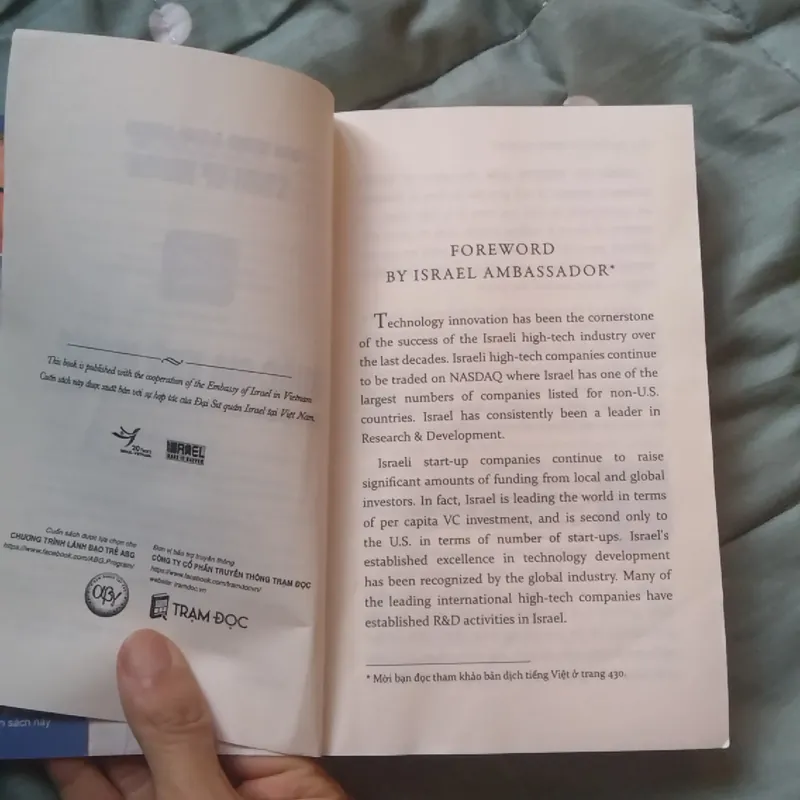 This book is published with the cooperation of the Embassy of Israel in Vietnam.
Cuốn sách này được xuất bản với sự hợp tác của Đại Sứ quán Israel tại Việt Nam.
20 Years
ISRAEL
Cuốn sách được lựa chọn cho
CHƯƠNG TRÌNH LÃNH ĐẠO TRẺ ABG
https://www.facebook.com/ABG.Program/
Đơn vị bảo trợ truyền thông
CÔNG TY CỔ PHẦN TRUYỀN THÔNG TRẠM ĐỌC
https://www.facebook.com/tramdocvn/
website: tramdoc.vn
αβγ
TRẠM ĐỌC
n sách này
FOREWORD
BY ISRAEL AMBASSADOR*
Technology innovation has been the cornerstone
of the success of the Israeli high-tech industry over
the last decades. Israeli high-tech companies continue
to be traded on NASDAQ where Israel has one of the
largest numbers of companies listed for non-U.S.
countries. Israel has consistently been a leader in
Research & Development.
Israeli start-up companies continue to raise
significant amounts of funding from local and global
investors. In fact, Israel is leading the world in terms
of per capita VC investment, and is second only to
the U.S. in terms of number of start-ups. Israel's
established excellence in technology development
has been recognized by the global industry. Many of
the leading international high-tech companies have
established R&D activities in Israel.
* Mời bạn đọc tham khảo bản dịch tiếng Việt ở trang 430.